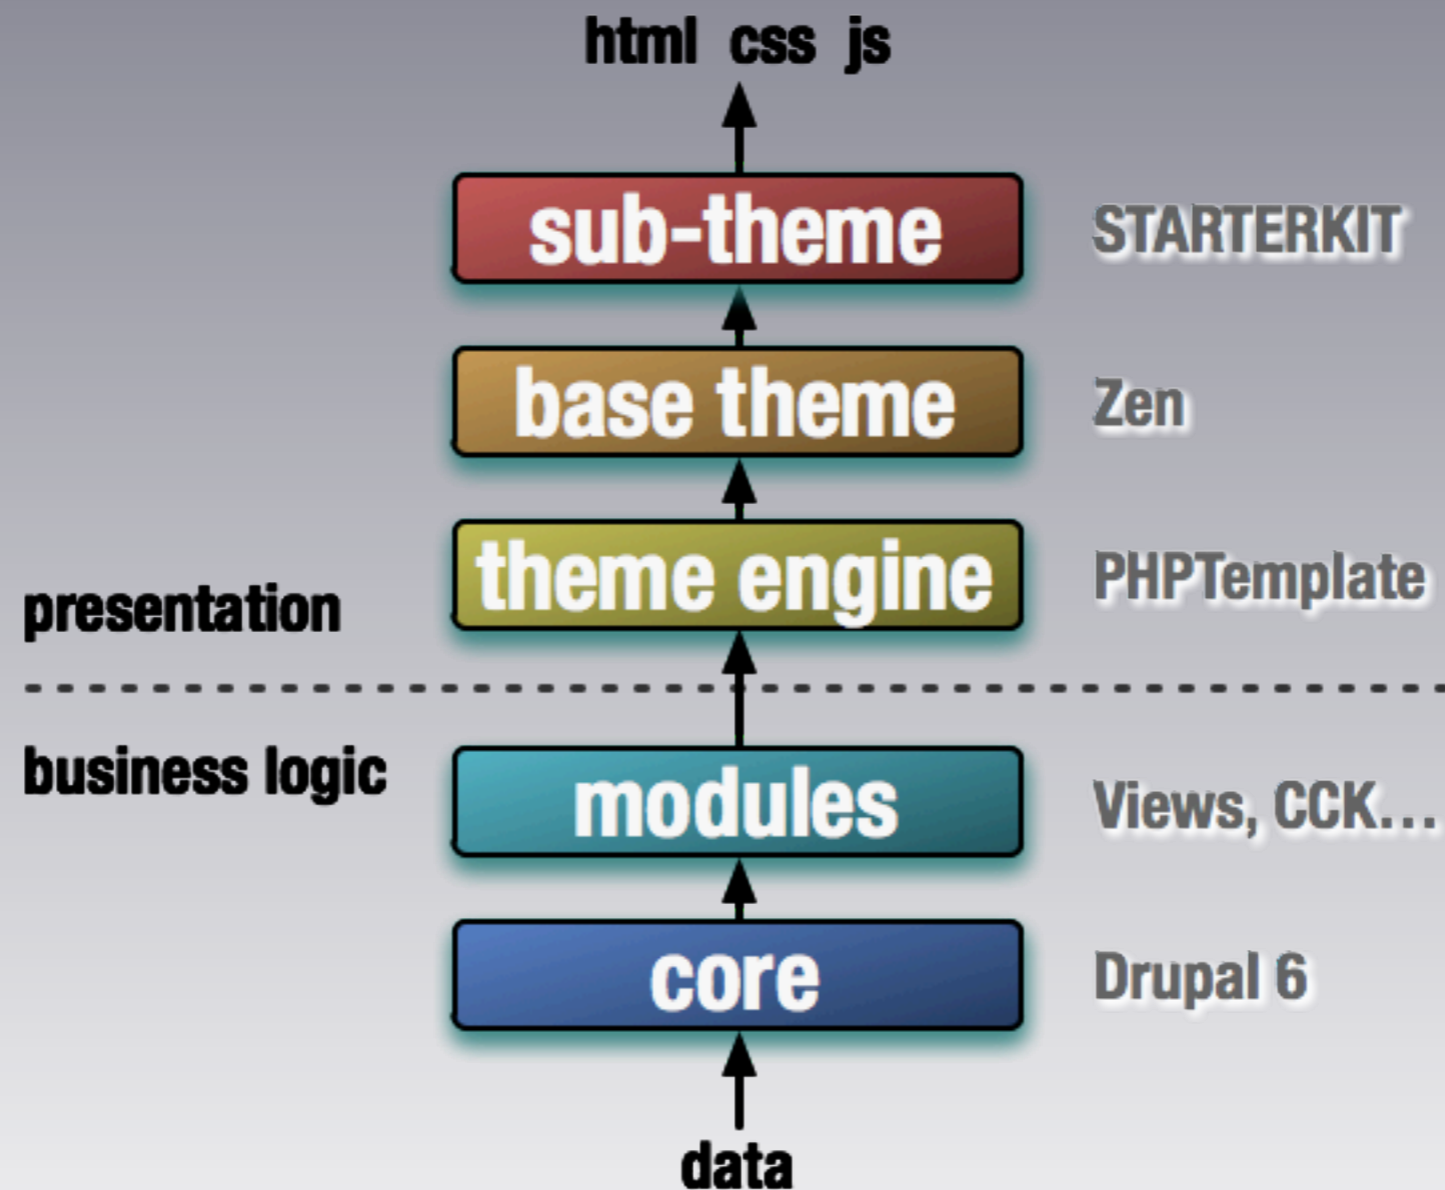 html css js
sub-theme STARTERKIT
base theme Zen
theme engine PHPTemplate
presentation
business logic
modules Views, CCK…
core Drupal 6
data